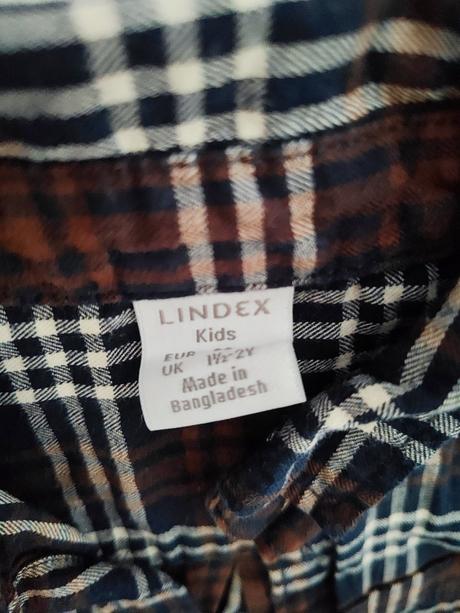 LINDEX
Kids
EUR
UK 1½-2Y
Made in
Bangladesh